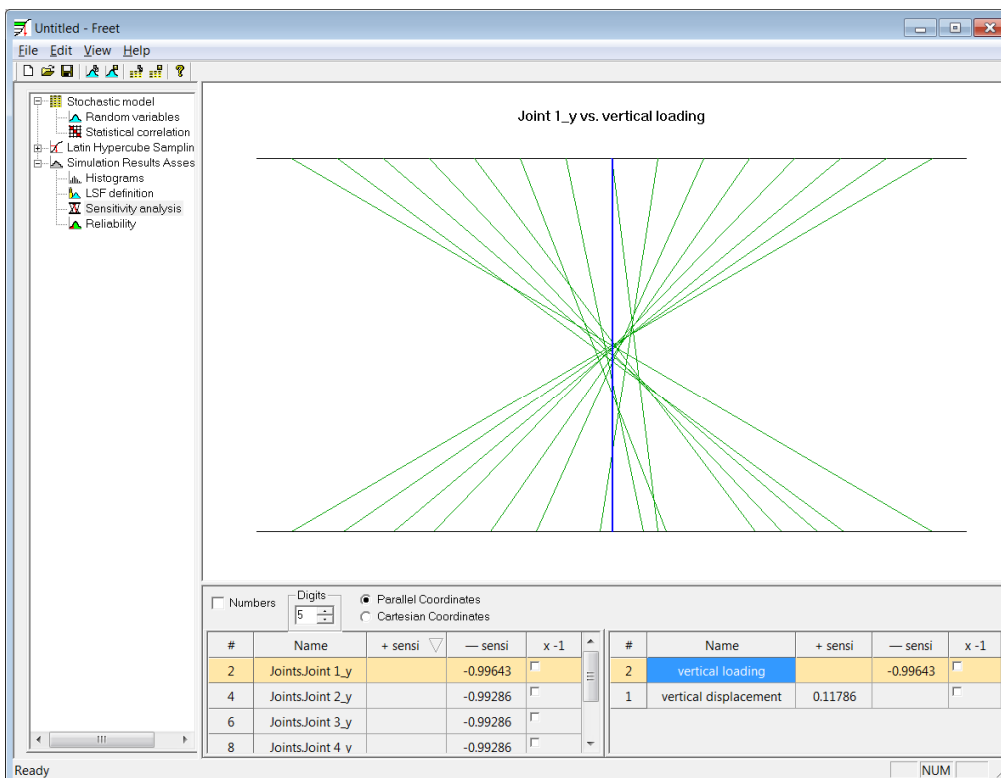 Untitled - Freet
File Edit View Help
Stochastic model
Random variables
Statistical correlation
Latin Hypercube Samplin
Simulation Results Asses
Histograms
LSF definition
Sensitivity analysis
Reliability
Joint 1_y vs. vertical loading
Numbers
Digits
5
Parallel Coordinates
Cartesian Coordinates
# Name + sensi — sensi x -1
2 Joints.Joint 1_y -0.99643
4 Joints.Joint 2_y -0.99286
6 Joints.Joint 3_y -0.99286
8 Joints.Joint 4_y -0.99286
# Name + sensi — sensi x -1
2 vertical loading -0.99643
1 vertical displacement 0.11786
Ready NUM